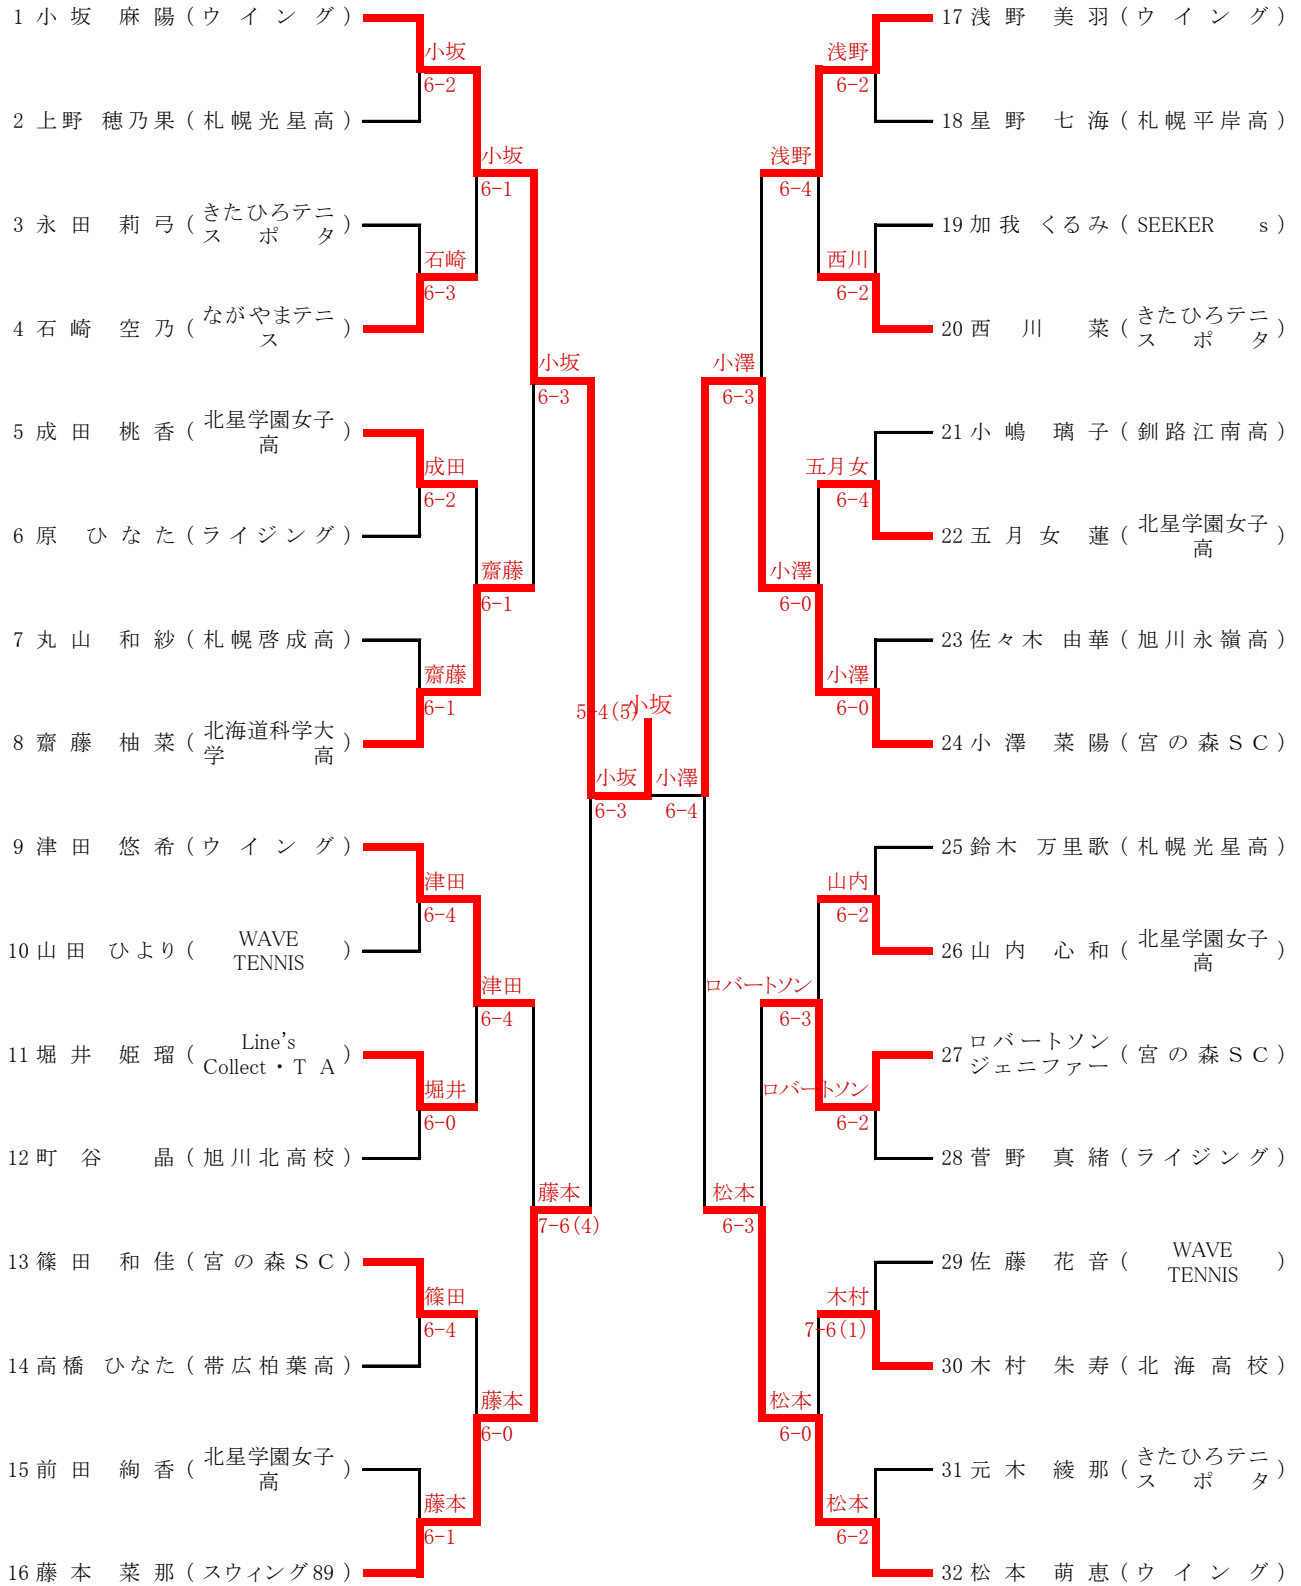 1 小坂 麻陽 (ウイング)
小坂
6-2
2 上野 穂乃果 (札幌光星高)
小坂
6-1
3 永田 莉弓 (きたひろテニ
スポタ)
石崎
6-3
4 石崎 空乃 (ながやまテニ
ス)
小坂
6-3
5 成田 桃香 (北星学園女子
高)
成田
6-2
6 原 ひなた (ライジング)
齋藤
6-1
7 丸山 和紗 (札幌啓成高)
齋藤
6-1
8 齋藤 柚菜 (北海道科学大
学高)
小坂
5-4(5)
小坂
6-3
小澤
6-4
9 津田 悠希 (ウイング)
津田
6-4
10 山田 ひより (WAVE
TENNIS)
津田
6-4
11 堀井 姫瑠 (Line's
Collect・T A)
堀井
6-0
12 町谷 晶 (旭川北高校)
藤本
7-6(4)
13 篠田 和佳 (宮の森SC)
篠田
6-4
14 高橋 ひなた (帯広柏葉高)
藤本
6-0
15 前田 絢香 (北星学園女子
高)
藤本
6-1
16 藤本 菜那 (スウィング89)
17 浅野 美羽 (ウイング)
浅野
6-2
18 星野 七海 (札幌平岸高)
浅野
6-4
19 加我 くるみ (SEEKER s)
西川
6-2
20 西川 菜 (きたひろテニ
スポタ)
小澤
6-3
21 小嶋 璃子 (釧路江南高)
五月女
6-4
22 五月女 蓮 (北星学園女子
高)
小澤
6-0
23 佐々木 由華 (旭川永嶺高)
小澤
6-0
24 小澤 菜陽 (宮の森SC)
25 鈴木 万里歌 (札幌光星高)
山内
6-2
26 山内 心和 (北星学園女子
高)
ロバートソン
6-3
27 ロバートソン
ジェニファー (宮の森SC)
ロバートソン
6-2
28 菅野 真緒 (ライジング)
松本
6-3
29 佐藤 花音 (WAVE
TENNIS)
木村
7-6(1)
30 木村 朱寿 (北海高校)
松本
6-0
31 元木 綾那 (きたひろテニ
スポタ)
松本
6-2
32 松本 萌恵 (ウイング)